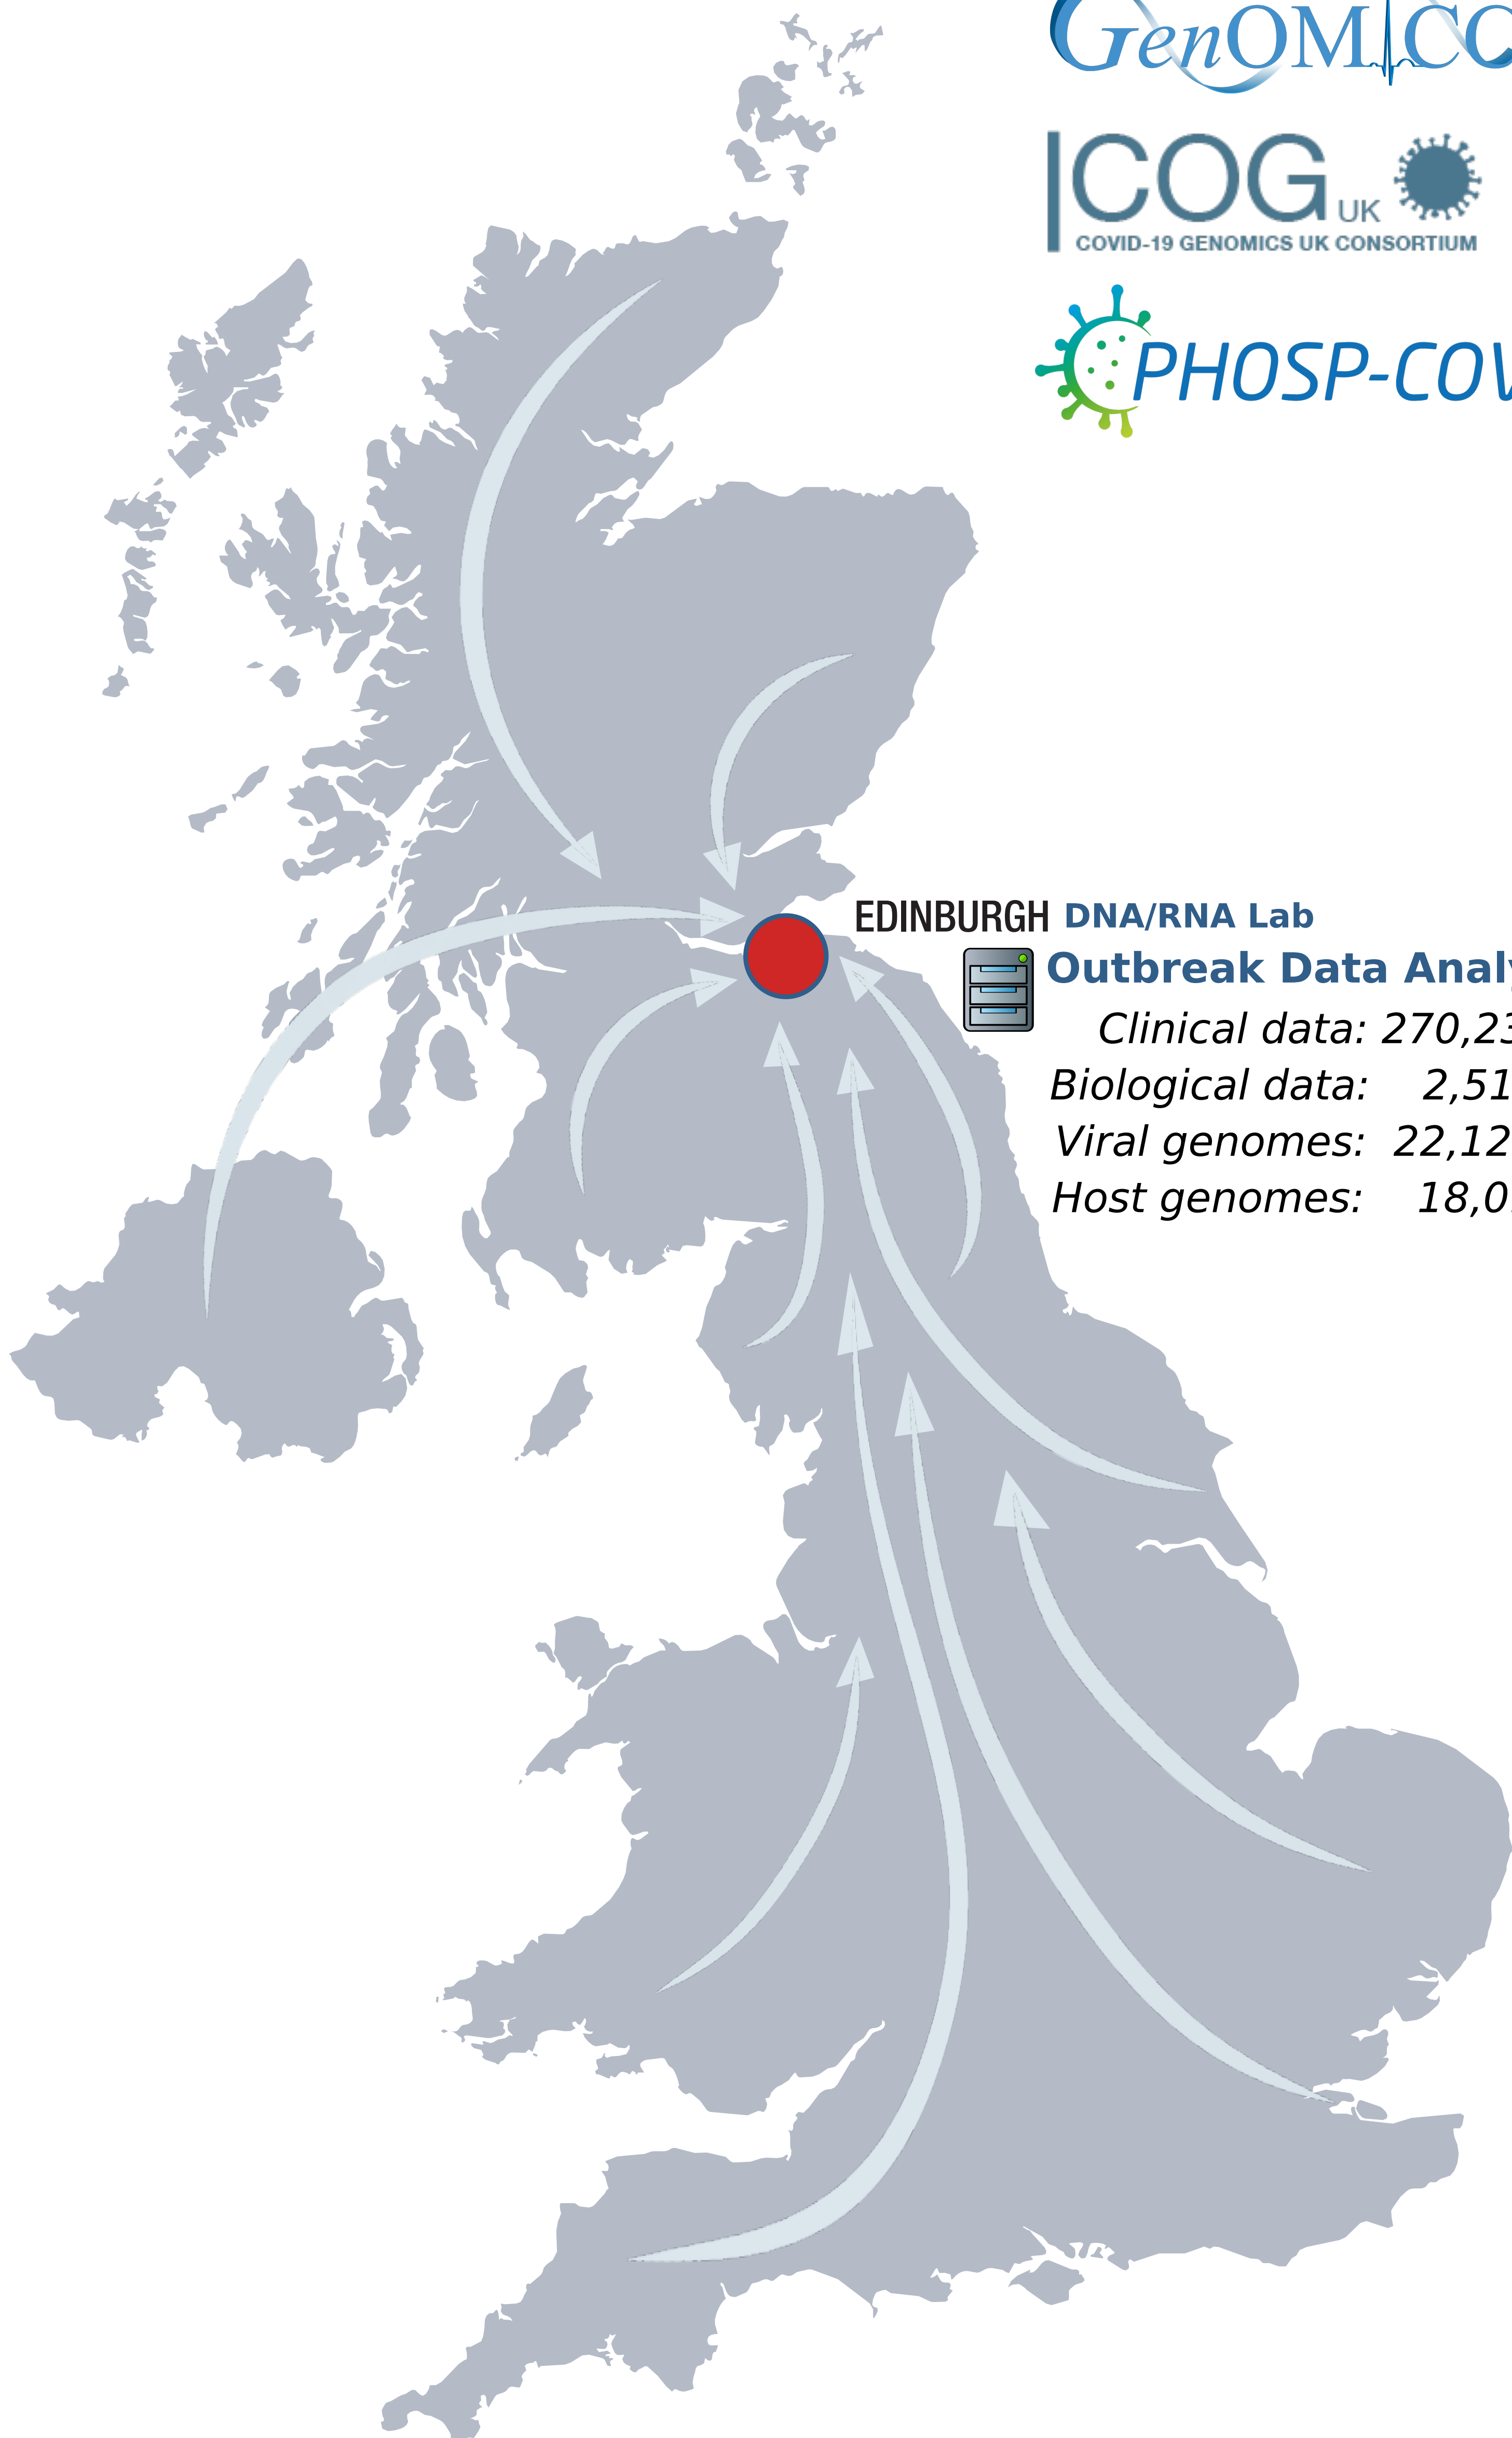 GenOMICC
COG UK
COVID-19 GENOMICS UK CONSORTIUM
PHOSP-COV
EDINBURGH DNA/RNA Lab
Outbreak Data Analy
Clinical data: 270,23
Biological data: 2,51
Viral genomes: 22,12
Host genomes: 18,0